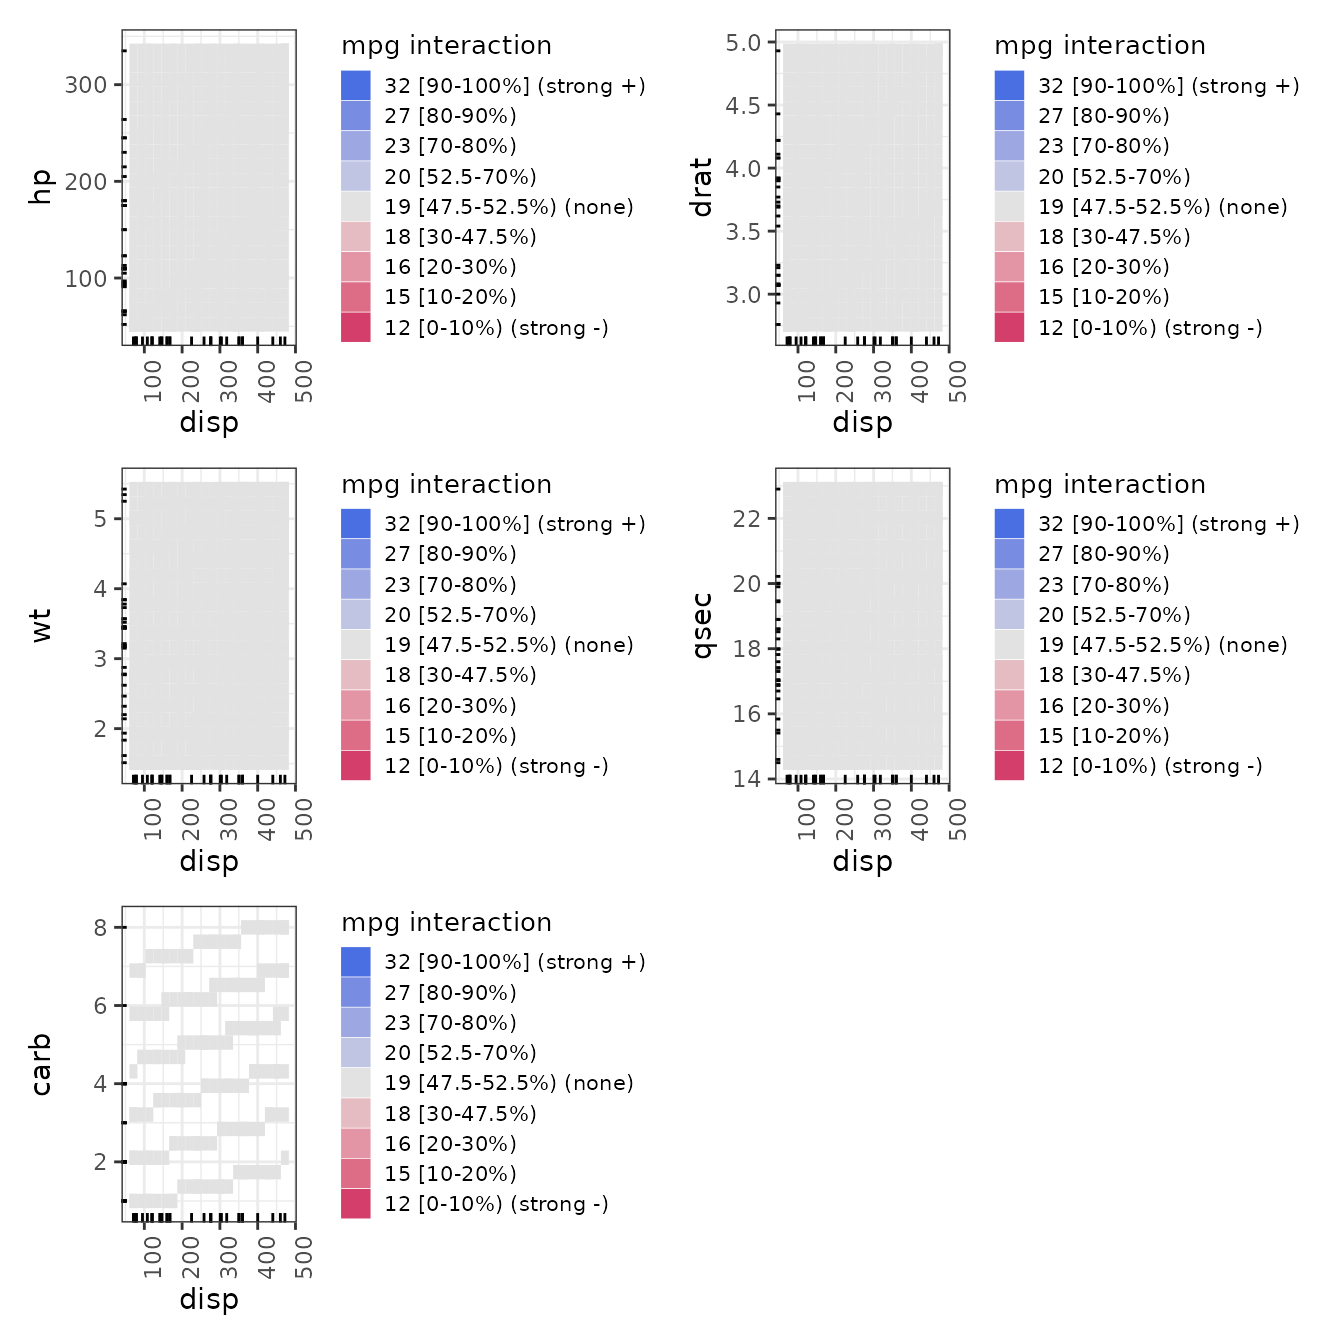 mpg interaction
32 [90-100%] (strong +)
27 [80-90%)
23 [70-80%)
20 [52.5-70%)
19 [47.5-52.5%) (none)
18 [30-47.5%)
16 [20-30%)
15 [10-20%)
12 [0-10%) (strong -)
hp
300
200
100
100 200 300 400 500
disp
mpg interaction
32 [90-100%] (strong +)
27 [80-90%)
23 [70-80%)
20 [52.5-70%)
19 [47.5-52.5%) (none)
18 [30-47.5%)
16 [20-30%)
15 [10-20%)
12 [0-10%) (strong -)
drat
5.0
4.5
4.0
3.5
3.0
100 200 300 400 500
disp
mpg interaction
32 [90-100%] (strong +)
27 [80-90%)
23 [70-80%)
20 [52.5-70%)
19 [47.5-52.5%) (none)
18 [30-47.5%)
16 [20-30%)
15 [10-20%)
12 [0-10%) (strong -)
wt
5
4
3
2
100 200 300 400 500
disp
mpg interaction
32 [90-100%] (strong +)
27 [80-90%)
23 [70-80%)
20 [52.5-70%)
19 [47.5-52.5%) (none)
18 [30-47.5%)
16 [20-30%)
15 [10-20%)
12 [0-10%) (strong -)
qsec
22
20
18
16
14
100 200 300 400 500
disp
mpg interaction
32 [90-100%] (strong +)
27 [80-90%)
23 [70-80%)
20 [52.5-70%)
19 [47.5-52.5%) (none)
18 [30-47.5%)
16 [20-30%)
15 [10-20%)
12 [0-10%) (strong -)
carb
8
6
4
2
100 200 300 400 500
disp